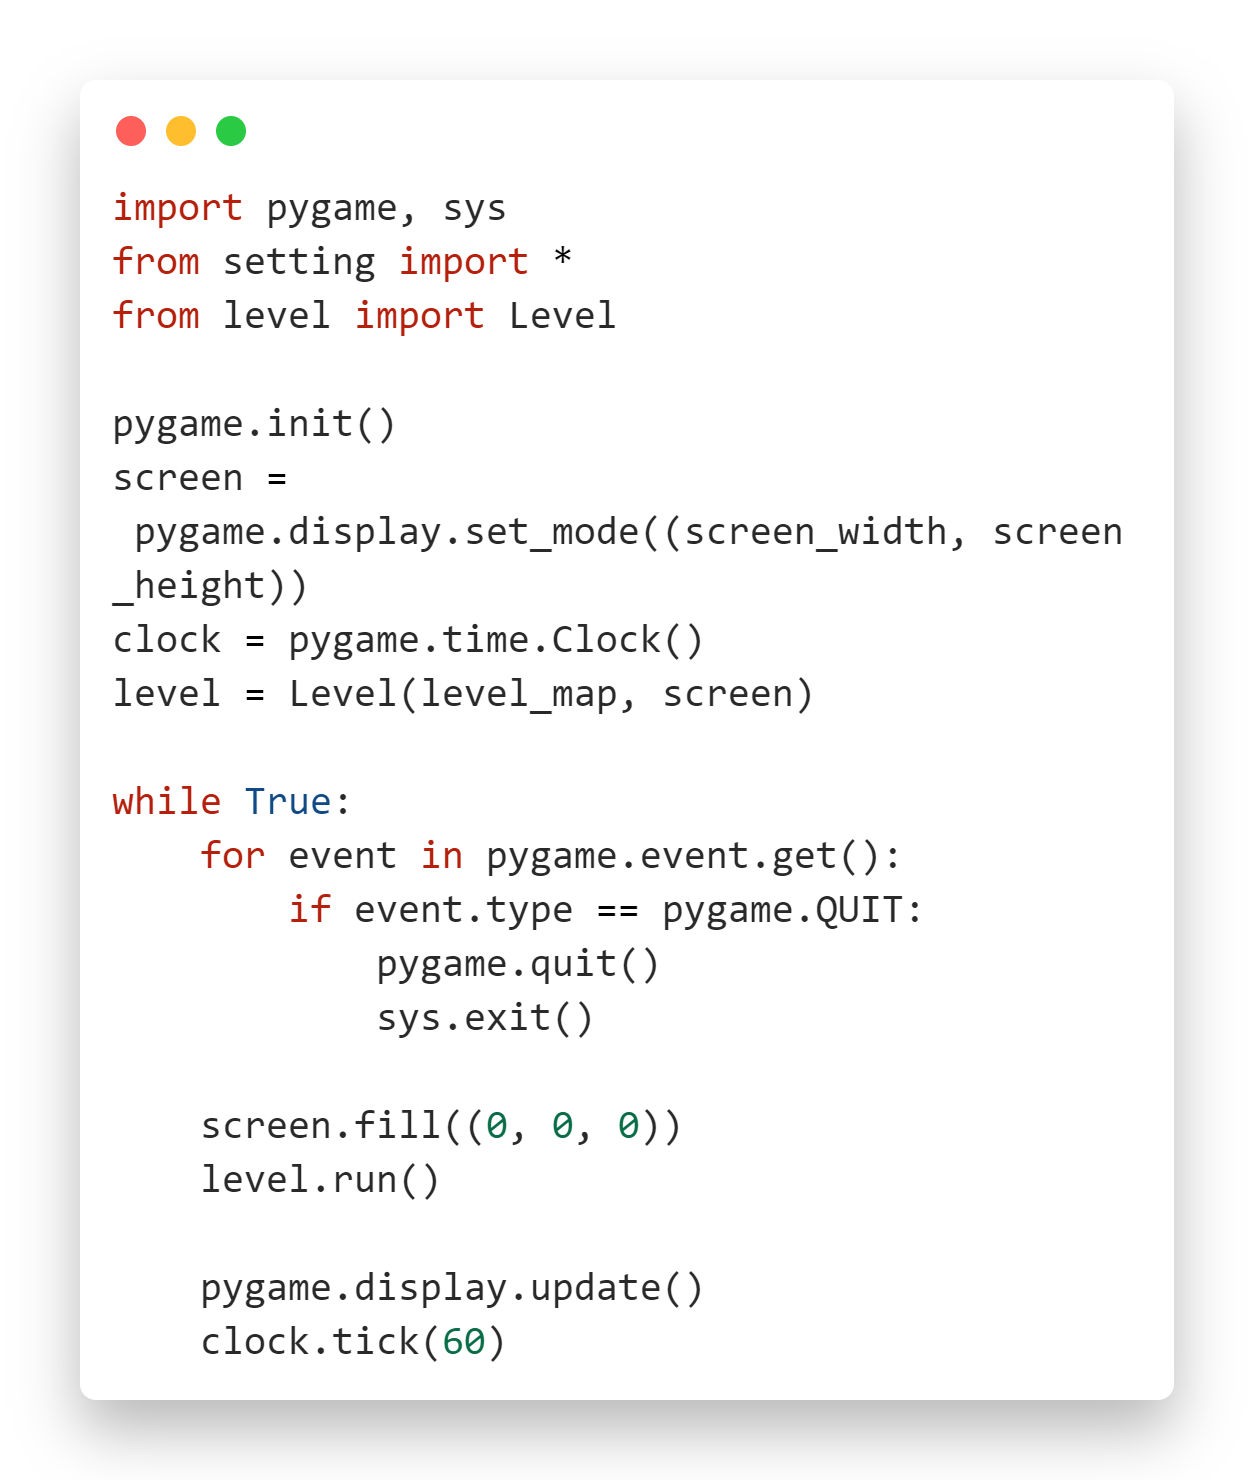 import pygame, sys
from setting import *
from level import Level

pygame.init()
screen =
 pygame.display.set_mode((screen_width, screen
_height))
clock = pygame.time.Clock()
level = Level(level_map, screen)

while True:
    for event in pygame.event.get():
        if event.type == pygame.QUIT:
            pygame.quit()
            sys.exit()

    screen.fill((0, 0, 0))
    level.run()

    pygame.display.update()
    clock.tick(60)